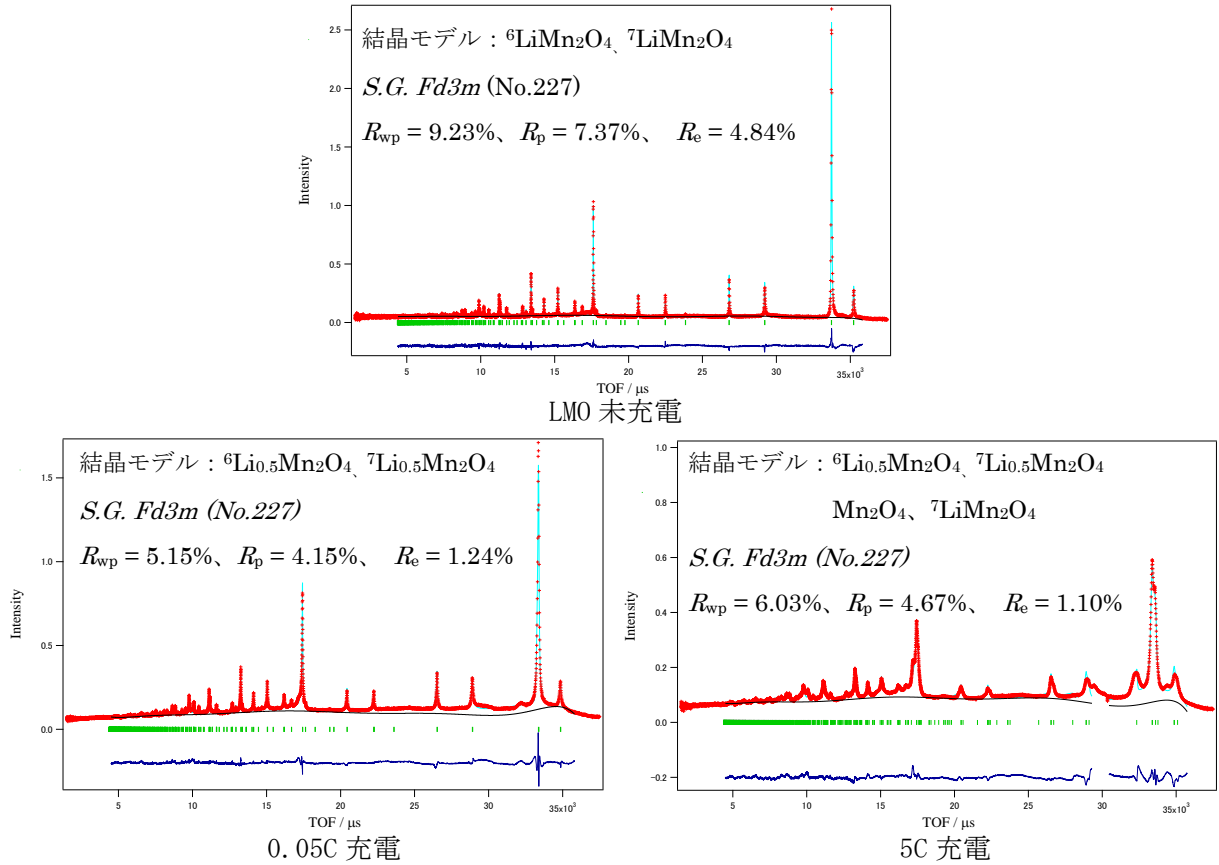 結晶モデル：⁶LiMn₂O₄、⁷LiMn₂O₄
S.G. Fd3m (No.227)
Rwp = 9.23%、Rp = 7.37%、 Re = 4.84%
Intensity
2.5
2.0
1.5
1.0
0.5
0.0
5 10 15 20 25 30 35x10³
TOF / μs
LMO 未充電
結晶モデル：⁶Li₀.₅Mn₂O₄、⁷Li₀.₅Mn₂O₄
S.G. Fd3m (No.227)
Rwp = 5.15%、Rp = 4.15%、 Re = 1.24%
Intensity
1.5
1.0
0.5
0.0
5 10 15 20 25 30 35x10³
TOF / μs
0.05C 充電
結晶モデル：⁶Li₀.₅Mn₂O₄、⁷Li₀.₅Mn₂O₄
Mn₂O₄、⁷LiMn₂O₄
S.G. Fd3m (No.227)
Rwp = 6.03%、Rp = 4.67%、 Re = 1.10%
Intensity
1.0
0.8
0.6
0.4
0.2
0.0
−0.2
5 10 15 20 25 30 35x10³
TOF / μs
5C 充電